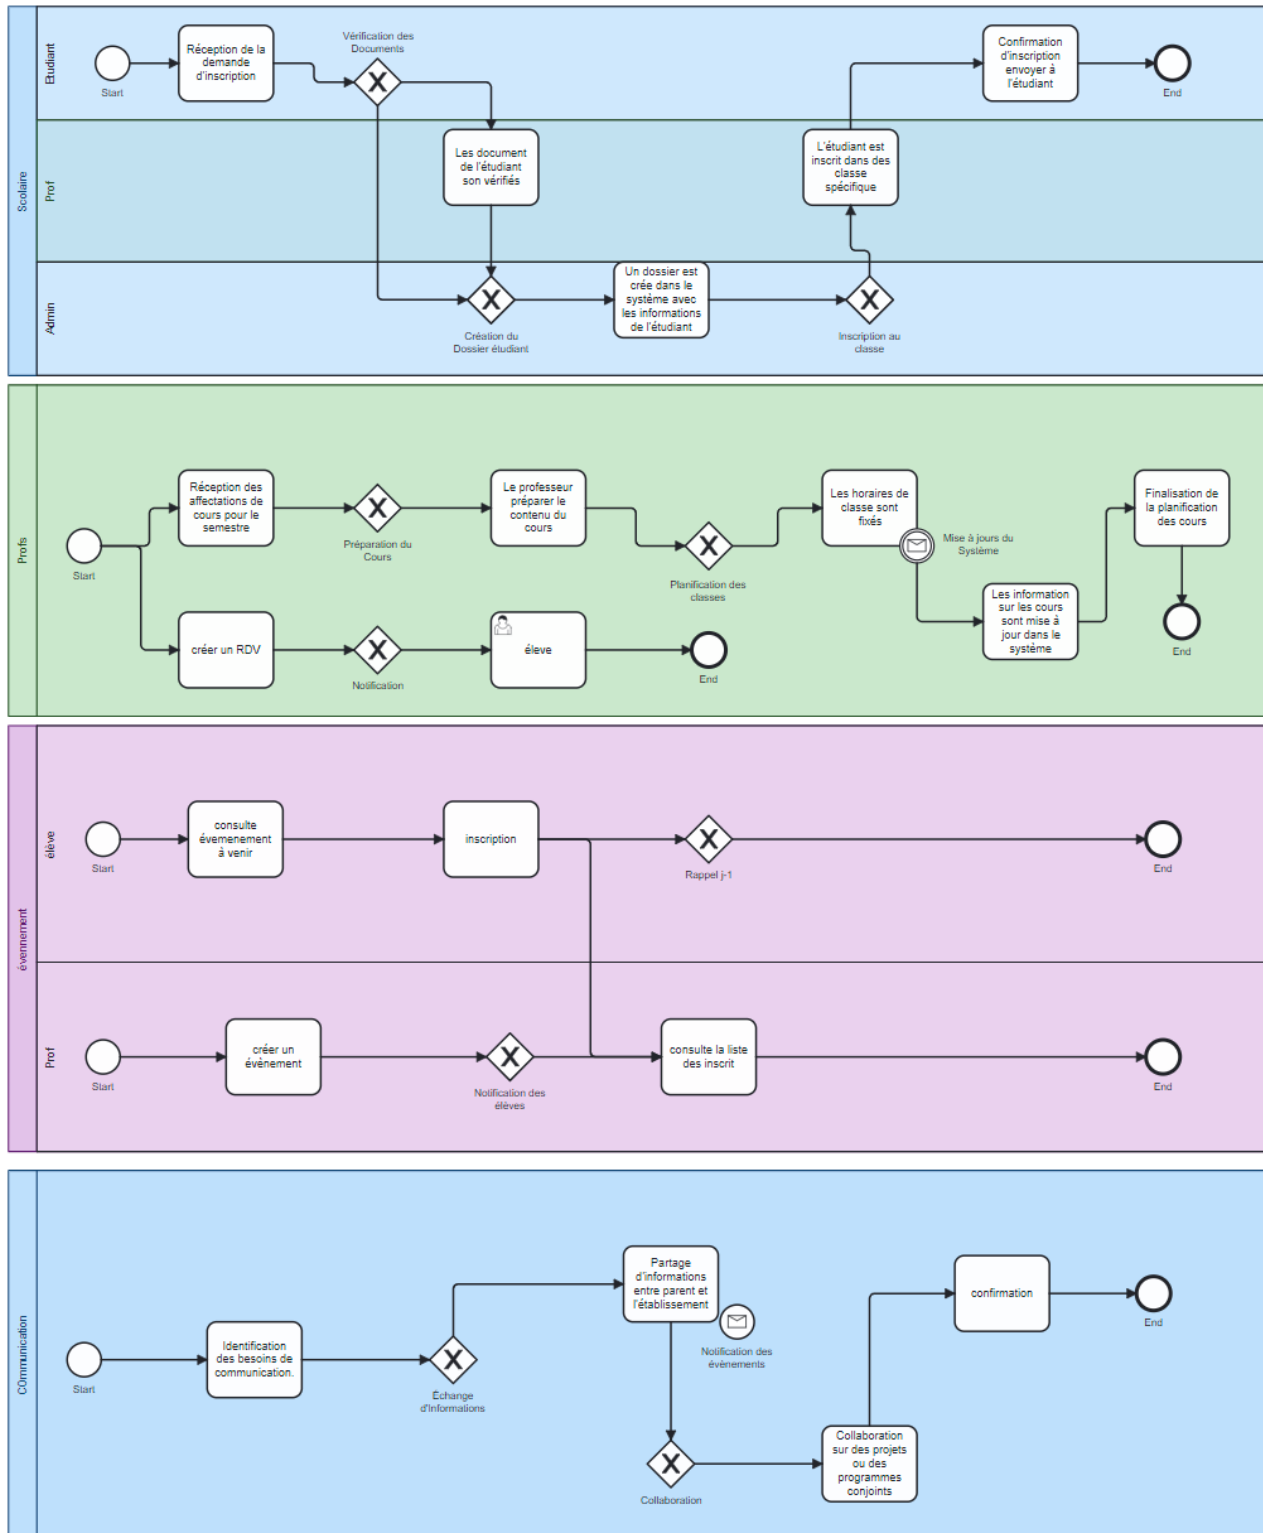 Scolaire
Etudiant
Start
Réception de la
demande
d'inscription
Vérification des
Documents
Confirmation
d'inscription
envoyer à
l'étudiant
End
Prof
Les document
de l'étudiant
son vérifiés
L'étudiant est
inscrit dans des
classe
spécifique
Admin
Création du
Dossier étudiant
Un dossier est
crée dans le
système avec
les informations
de l'étudiant
Inscription au
classe
Profs
Start
Réception des
affectations de
cours pour le
semestre
Préparation du
Cours
Le professeur
préparer le
contenu du
cours
Planification des
classes
Les horaires de
classe sont
fixés
Mise à jours du
Système
Les information
sur les cours
sont mise à
jour dans le
système
Finalisation de
la planification
des cours
End
créer un RDV
Notification
éleve
End
évennement
élève
Start
consulte
évemenement
à venir
inscription
Rappel j-1
End
Prof
Start
créer un
évènement
Notification des
élèves
consulte la liste
des inscrit
End
COmmunication
Start
Identification
des besoins de
communication.
Échange
d'Informations
Partage
d'informations
entre parent et
l'établissement
Notification des
évènements
Collaboration
Collaboration
sur des projets
ou des
programmes
conjoints
confirmation
End